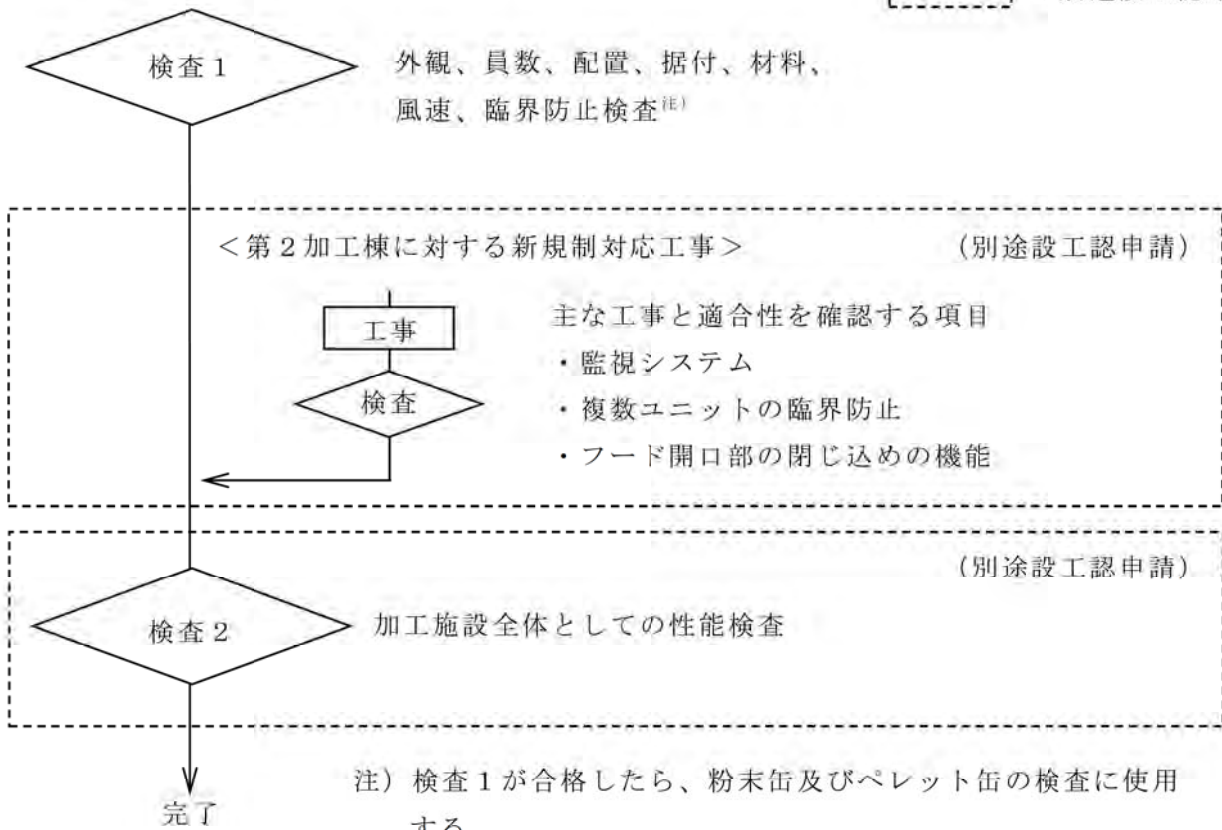 検査1
外観、員数、配置、据付、材料、
風速、臨界防止検査注）
＜第2加工棟に対する新規制対応工事＞ （別途設工認申請）
工事
主な工事と適合性を確認する項目
・監視システム
検査
・複数ユニットの臨界防止
・フード開口部の閉じ込めの機能
（別途設工認申請）
検査2
加工施設全体としての性能検査
注）検査1が合格したら、粉末缶及びペレット缶の検査に使用
する
完了